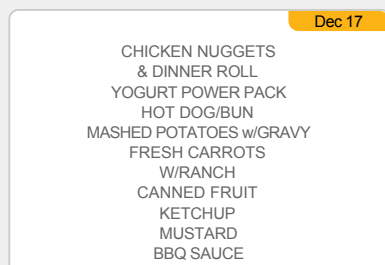 Dec 17
CHICKEN NUGGETS
& DINNER ROLL
YOGURT POWER PACK
HOT DOG/BUN
MASHED POTATOES w/GRAVY
FRESH CARROTS
W/RANCH
CANNED FRUIT
KETCHUP
MUSTARD
BBQ SAUCE